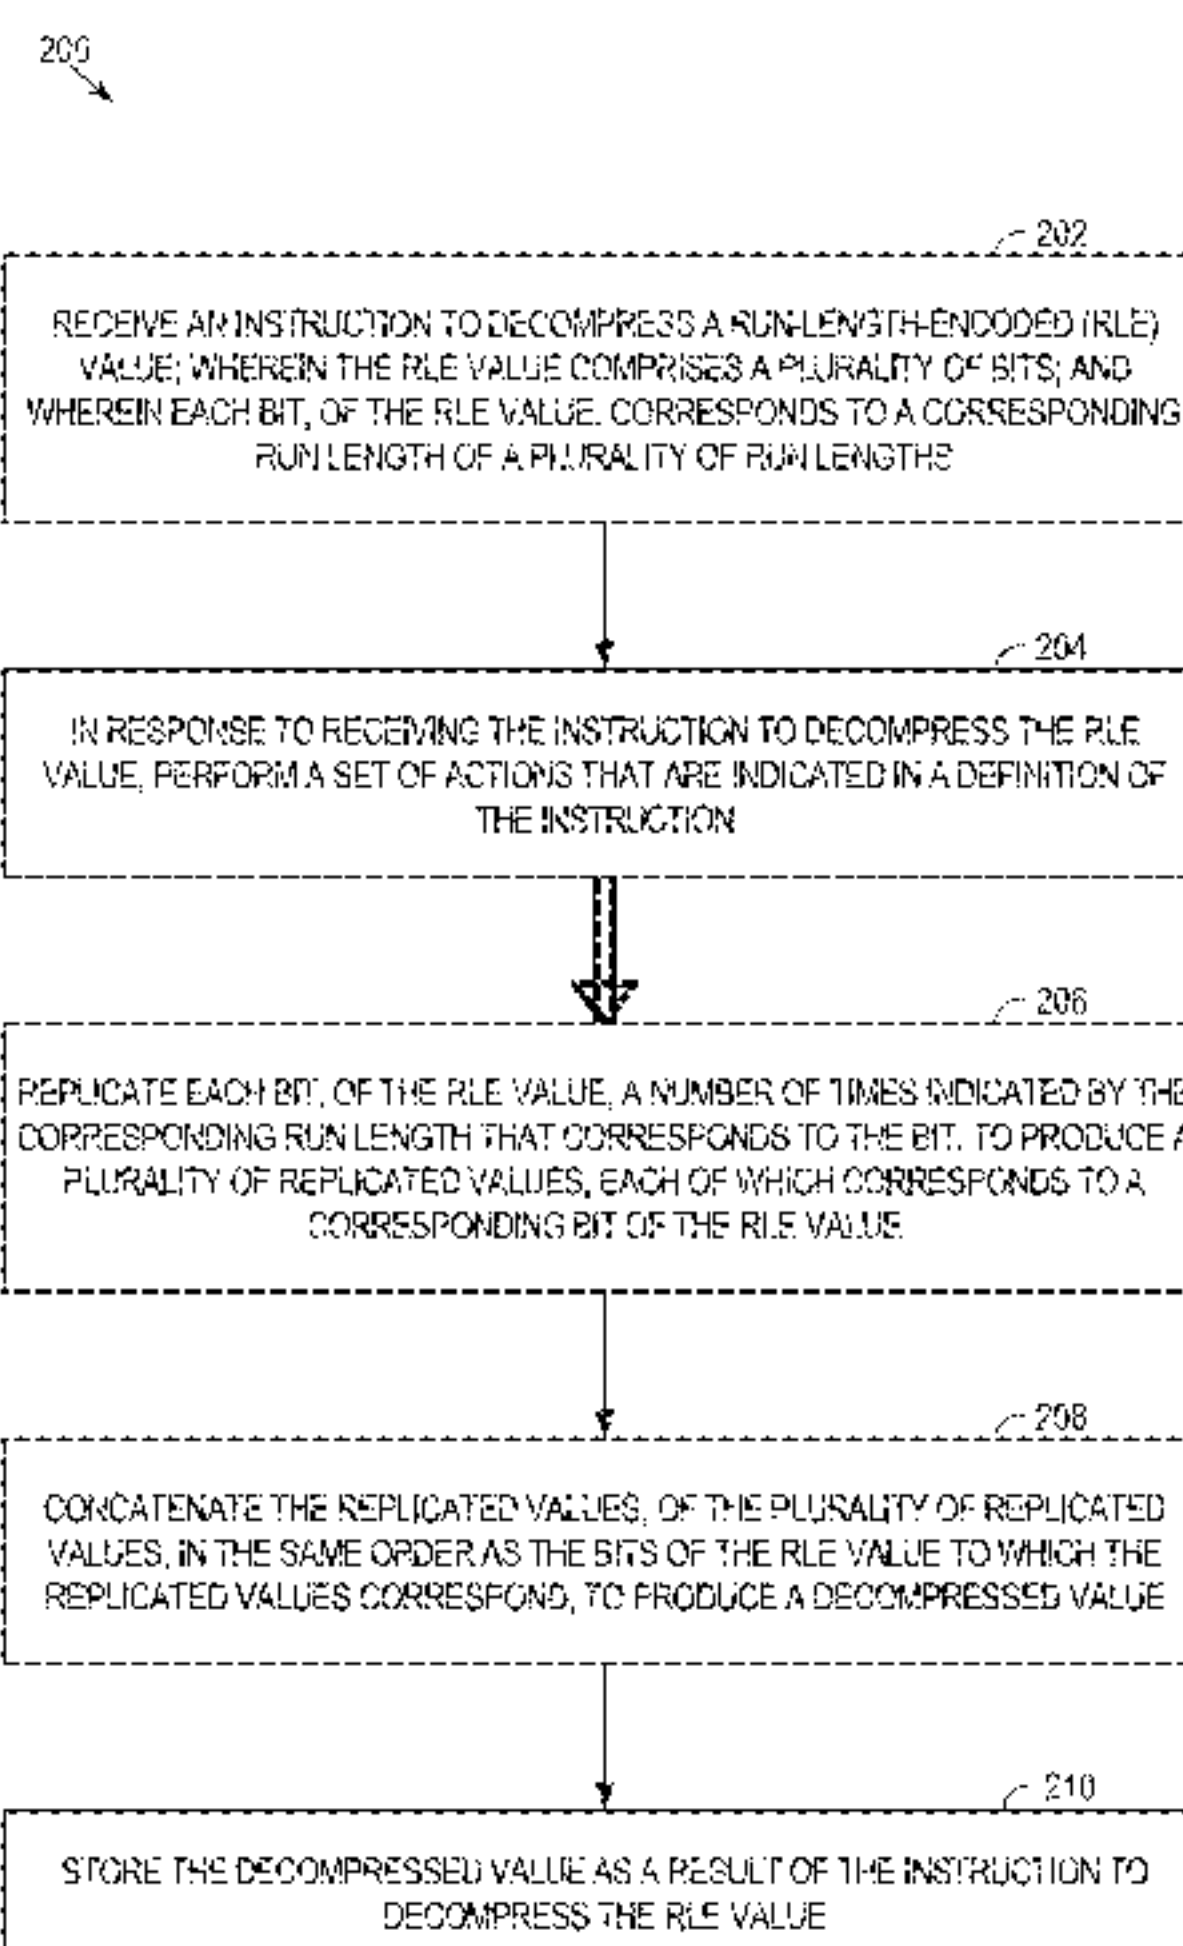 200
202
RECEIVE AN INSTRUCTION TO DECOMPRESS A RUN-LENGTH-ENCODED (RLE)
VALUE; WHEREIN THE RLE VALUE COMPRISES A PLURALITY OF BITS; AND
WHEREIN EACH BIT, OF THE RLE VALUE, CORRESPONDS TO A CORRESPONDING
RUN LENGTH OF A PLURALITY OF RUN LENGTHS
204
IN RESPONSE TO RECEIVING THE INSTRUCTION TO DECOMPRESS THE RLE
VALUE, PERFORM A SET OF ACTIONS THAT ARE INDICATED IN A DEFINITION OF
THE INSTRUCTION
206
REPLICATE EACH BIT, OF THE RLE VALUE, A NUMBER OF TIMES INDICATED BY THE
CORRESPONDING RUN LENGTH THAT CORRESPONDS TO THE BIT, TO PRODUCE A
PLURALITY OF REPLICATED VALUES, EACH OF WHICH CORRESPONDS TO A
CORRESPONDING BIT OF THE RLE VALUE
208
CONCATENATE THE REPLICATED VALUES, OF THE PLURALITY OF REPLICATED
VALUES, IN THE SAME ORDER AS THE BITS OF THE RLE VALUE TO WHICH THE
REPLICATED VALUES CORRESPOND, TO PRODUCE A DECOMPRESSED VALUE
210
STORE THE DECOMPRESSED VALUE AS A RESULT OF THE INSTRUCTION TO
DECOMPRESS THE RLE VALUE